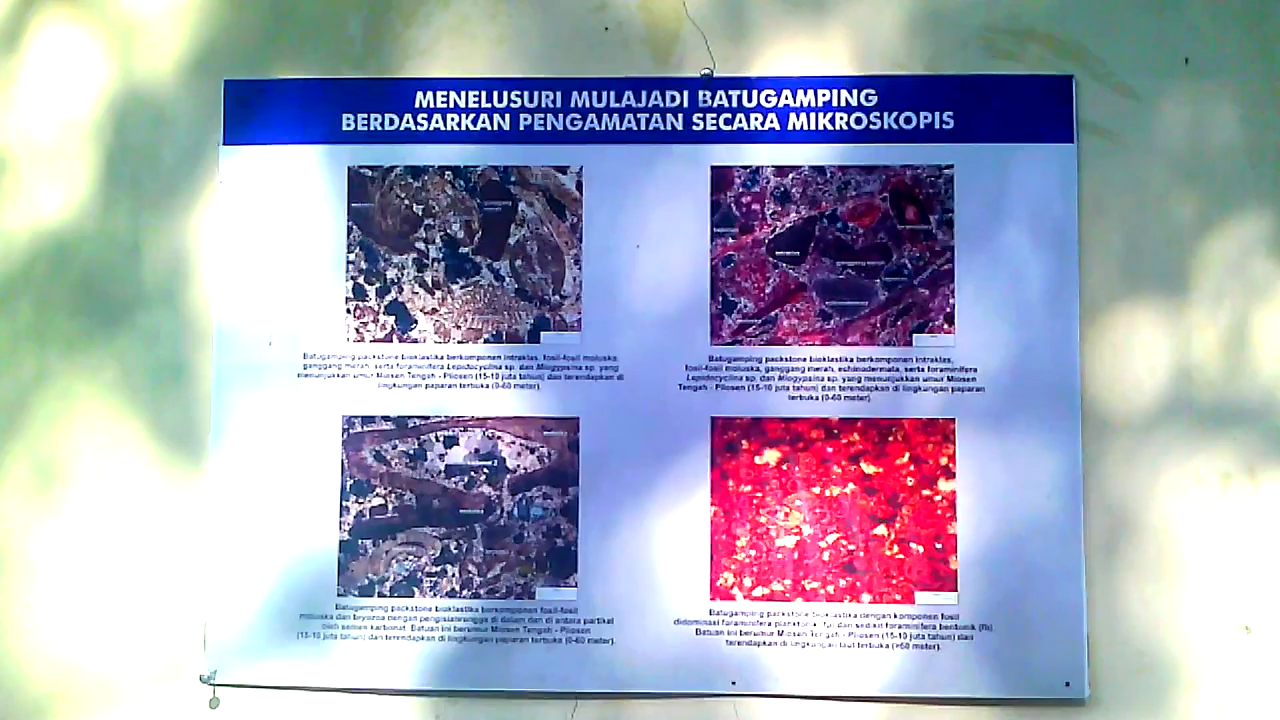 MENELUSURI MULAJADI BATUGAMPING
BERDASARKAN PENGAMATAN SECARA MIKROSKOPIS
Batugamping packstone bioklastika berkomponen intraklas, fosil-fosil moluska,
ganggang merah, serta foraminifera Lepidocyclina sp. dan Miogypsina sp. yang
menunjukkan umur Miosen Tengah - Pliosen (15-10 juta tahun) dan terendapkan di
lingkungan paparan terbuka (0-60 meter).
Batugamping packstone bioklastika berkomponen intraklas,
fosil-fosil moluska, ganggang merah, echinodermata, serta foraminifera
Lepidocyclina sp. dan Miogypsina sp. yang menunjukkan umur Miosen
Tengah - Pliosen (15-10 juta tahun) dan terendapkan di lingkungan paparan
terbuka (0-60 meter).
Batugamping packstone bioklastika berkomponen fosil-fosil
moluska dan bryozoa dengan pengisian rongga di dalam dan di antara partikel
oleh semen karbonat. Batuan ini berumur Miosen Tengah - Pliosen
(15-10 juta tahun) dan terendapkan di lingkungan paparan terbuka (0-60 meter).
Batugamping packstone bioklastika dengan komponen fosil
didominasi foraminifera planktonik dan sedikit foraminifera bentonik (fb).
Batuan ini berumur Miosen Tengah - Pliosen (15-10 juta tahun) dan
terendapkan di lingkungan laut terbuka (>60 meter).